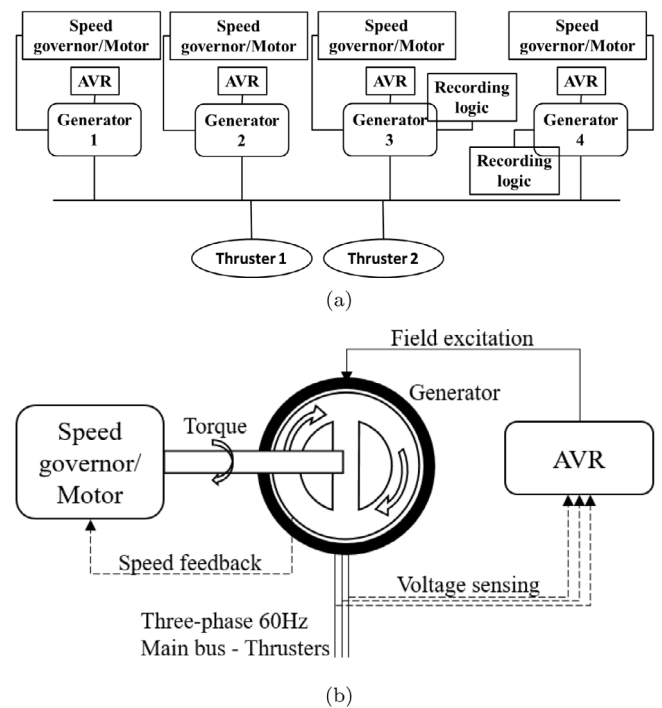 Speed
governor/Motor
Speed
governor/Motor
Speed
governor/Motor
Speed
governor/Motor
AVR
AVR
AVR
AVR
Recording
logic
Generator
1
Generator
2
Generator
3
Generator
4
Recording
logic
Thruster 1
Thruster 2
(a)
Field excitation
Generator
Torque
Speed
governor/
Motor
AVR
Speed feedback
Voltage sensing
Three-phase 60Hz
Main bus - Thrusters
(b)